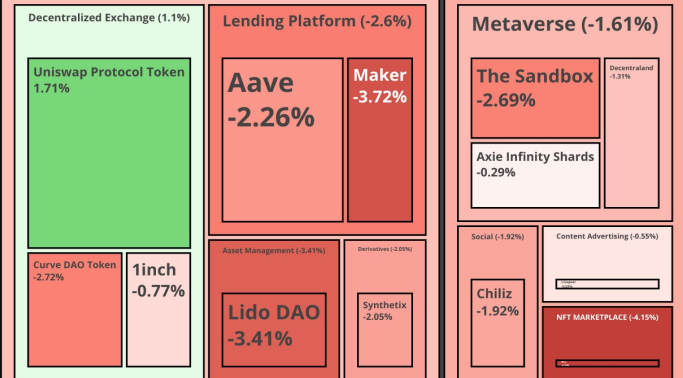 Decentralized Exchange (1.1%)
Uniswap Protocol Token
1.71%
Curve DAO Token
-2.72%
1inch
-0.77%
Lending Platform (-2.6%)
Aave
-2.26%
Maker
-3.72%
Asset Management (-3.41%)
Lido DAO
-3.41%
Derivatives (-2.05%)
Synthetix
-2.05%
Metaverse (-1.61%)
The Sandbox
-2.69%
Decentraland
-1.31%
Axie Infinity Shards
-0.29%
Social (-1.92%)
Chiliz
-1.92%
Content Advertising (-0.55%)
NFT MARKETPLACE (-4.15%)